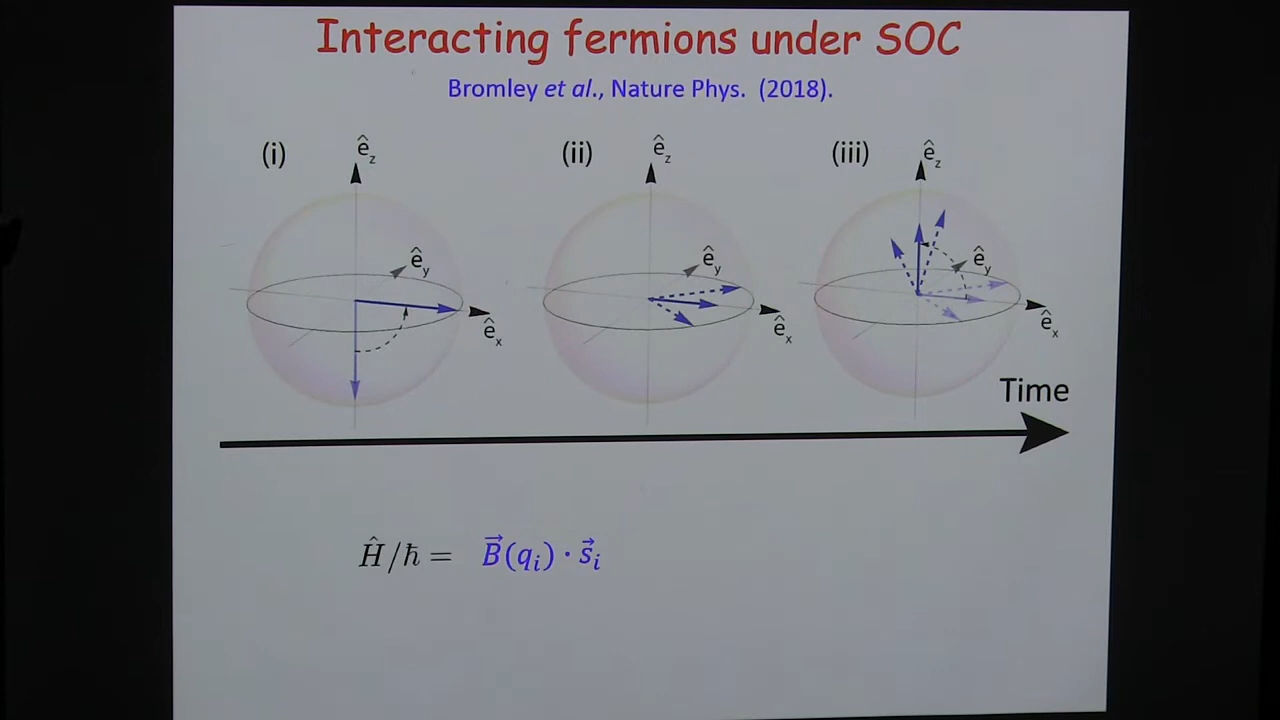 Interacting fermions under SOC
Bromley et al., Nature Phys. (2018).
(i) ê_z ê_y ê_x
(ii) ê_z ê_y ê_x
(iii) ê_z ê_y ê_x
Time
Ĥ/ħ = B⃗(q_i) · s⃗_i